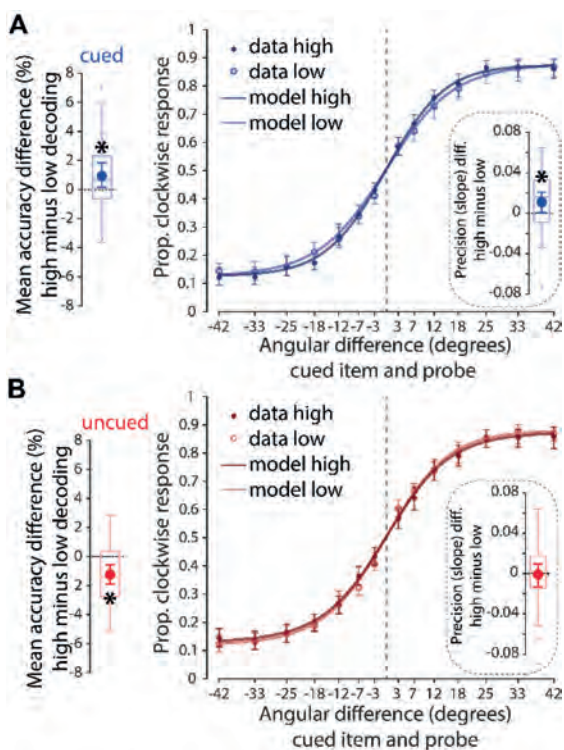 A
cued
Mean accuracy difference (%)
high minus low decoding
8
6
4
2
0
-2
-4
-6
-8
*
Prop. clockwise response
0.9
0.8
0.7
0.6
0.5
0.4
0.3
0.2
0.1
0
data high
data low
model high
model low
Precision (slope) diff.
high minus low
0.08
0.04
0
-0.04
-0.08
*
-42 -33 -25 -18 -12 -7 -3 3 7 12 18 25 33 42
Angular difference (degrees)
cued item and probe
B
uncued
Mean accuracy difference (%)
high minus low decoding
8
6
4
2
0
-2
-4
-6
-8
*
Prop. clockwise response
0.9
0.8
0.7
0.6
0.5
0.4
0.3
0.2
0.1
0
data high
data low
model high
model low
Precision (slope) diff.
high minus low
0.08
0.04
0
-0.04
-0.08
-42 -33 -25 -18 -12 -7 -3 3 7 12 18 25 33 42
Angular difference (degrees)
cued item and probe